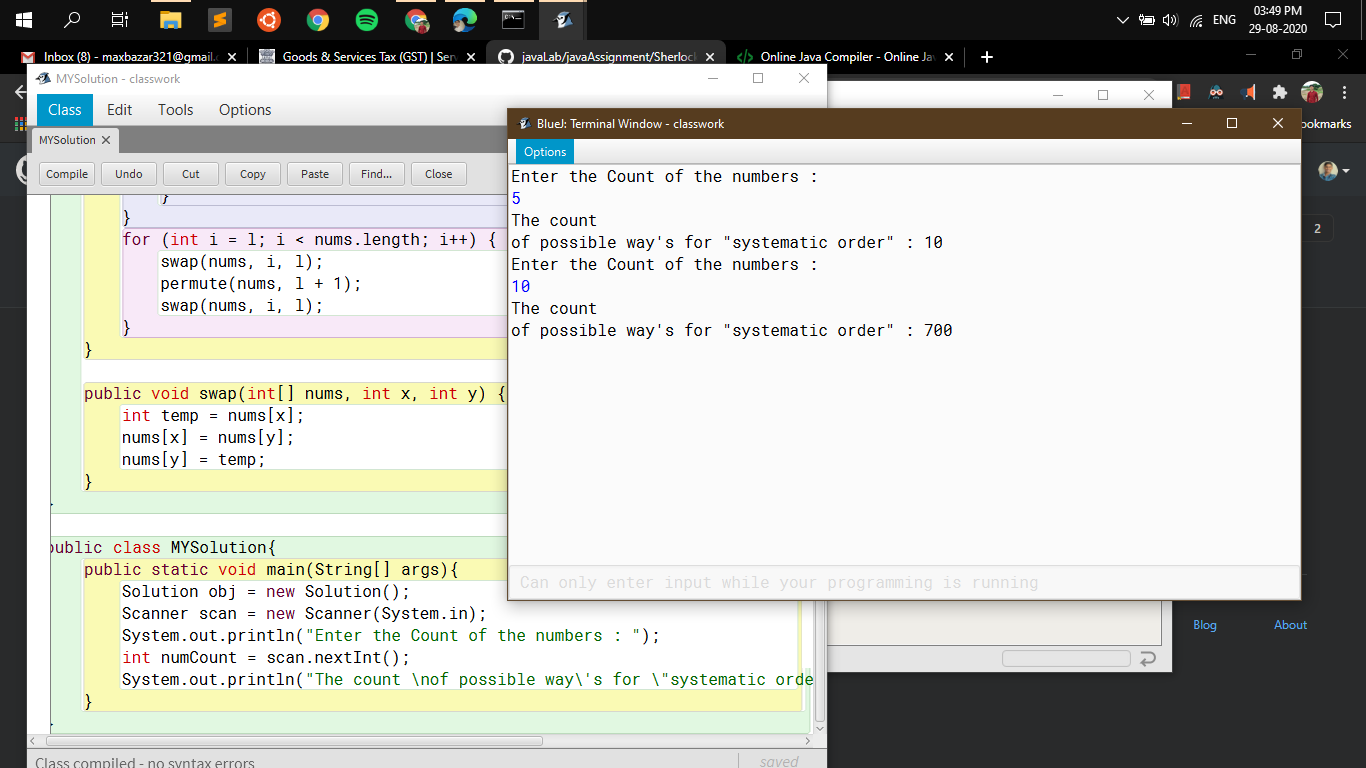 ENG
03:49 PM
29-08-2020
Inbox (8) - maxbazar321@gmail.
Goods & Services Tax (GST) | Ser
javaLab/javaAssignment/Sherlock
Online Java Compiler - Online Ja
MYSolution - classwork
Class Edit Tools Options
MYSolution
Compile Undo Cut Copy Paste Find... Close
}
}
for (int i = l; i < nums.length; i++) {
swap(nums, i, l);
permute(nums, l + 1);
swap(nums, i, l);
}
}
public void swap(int[] nums, int x, int y) {
int temp = nums[x];
nums[x] = nums[y];
nums[y] = temp;
}
public class MYSolution{
public static void main(String[] args){
Solution obj = new Solution();
Scanner scan = new Scanner(System.in);
System.out.println("Enter the Count of the numbers : ");
int numCount = scan.nextInt();
System.out.println("The count \nof possible way\'s for \"systematic orde
}
Class compiled - no syntax errors
saved
BlueJ: Terminal Window - classwork
Options
Enter the Count of the numbers :
5
The count
of possible way's for "systematic order" : 10
Enter the Count of the numbers :
10
The count
of possible way's for "systematic order" : 700
Can only enter input while your programming is running
ookmarks
2
Blog
About